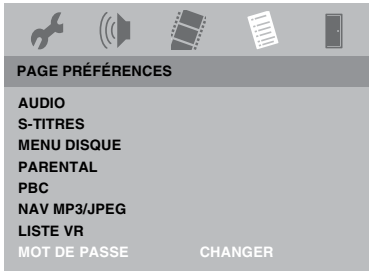 PAGE PRÉFÉRENCES
AUDIO
S-TITRES
MENU DISQUE
PARENTAL
PBC
NAV MP3/JPEG
LISTE VR
MOT DE PASSE CHANGER